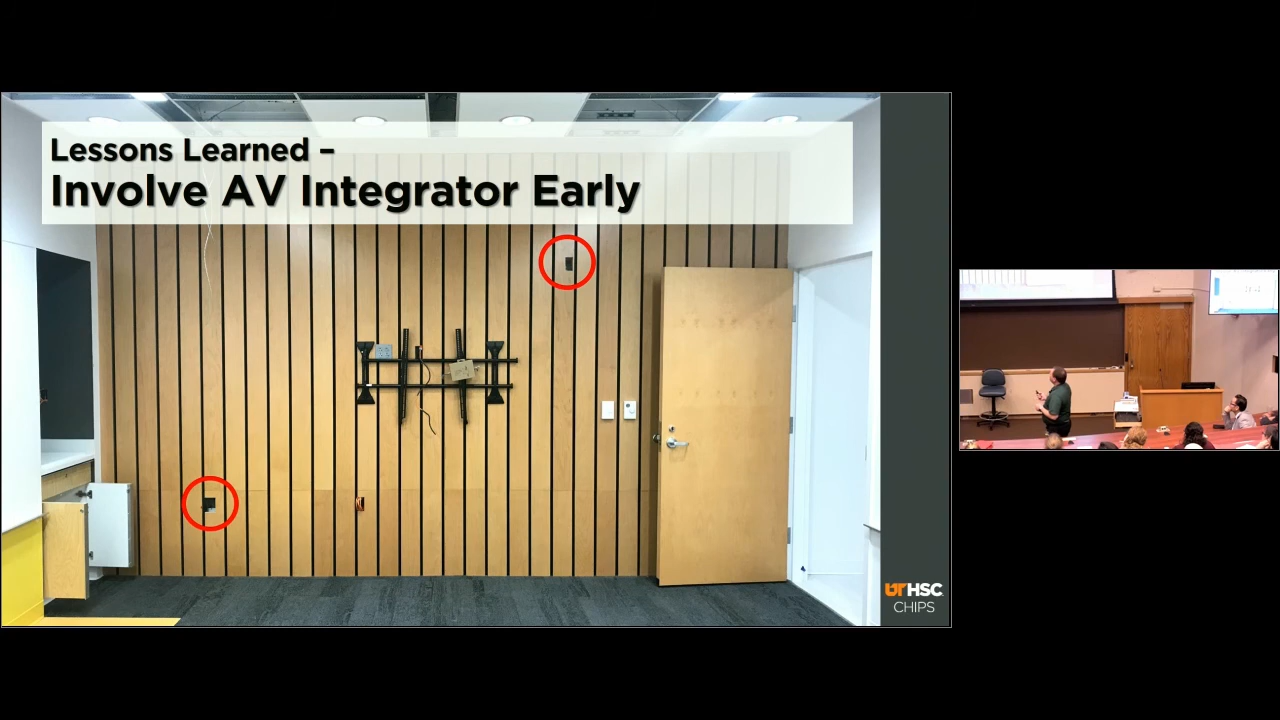 Lessons Learned –
Involve AV Integrator Early
UTHSC
CHIPS